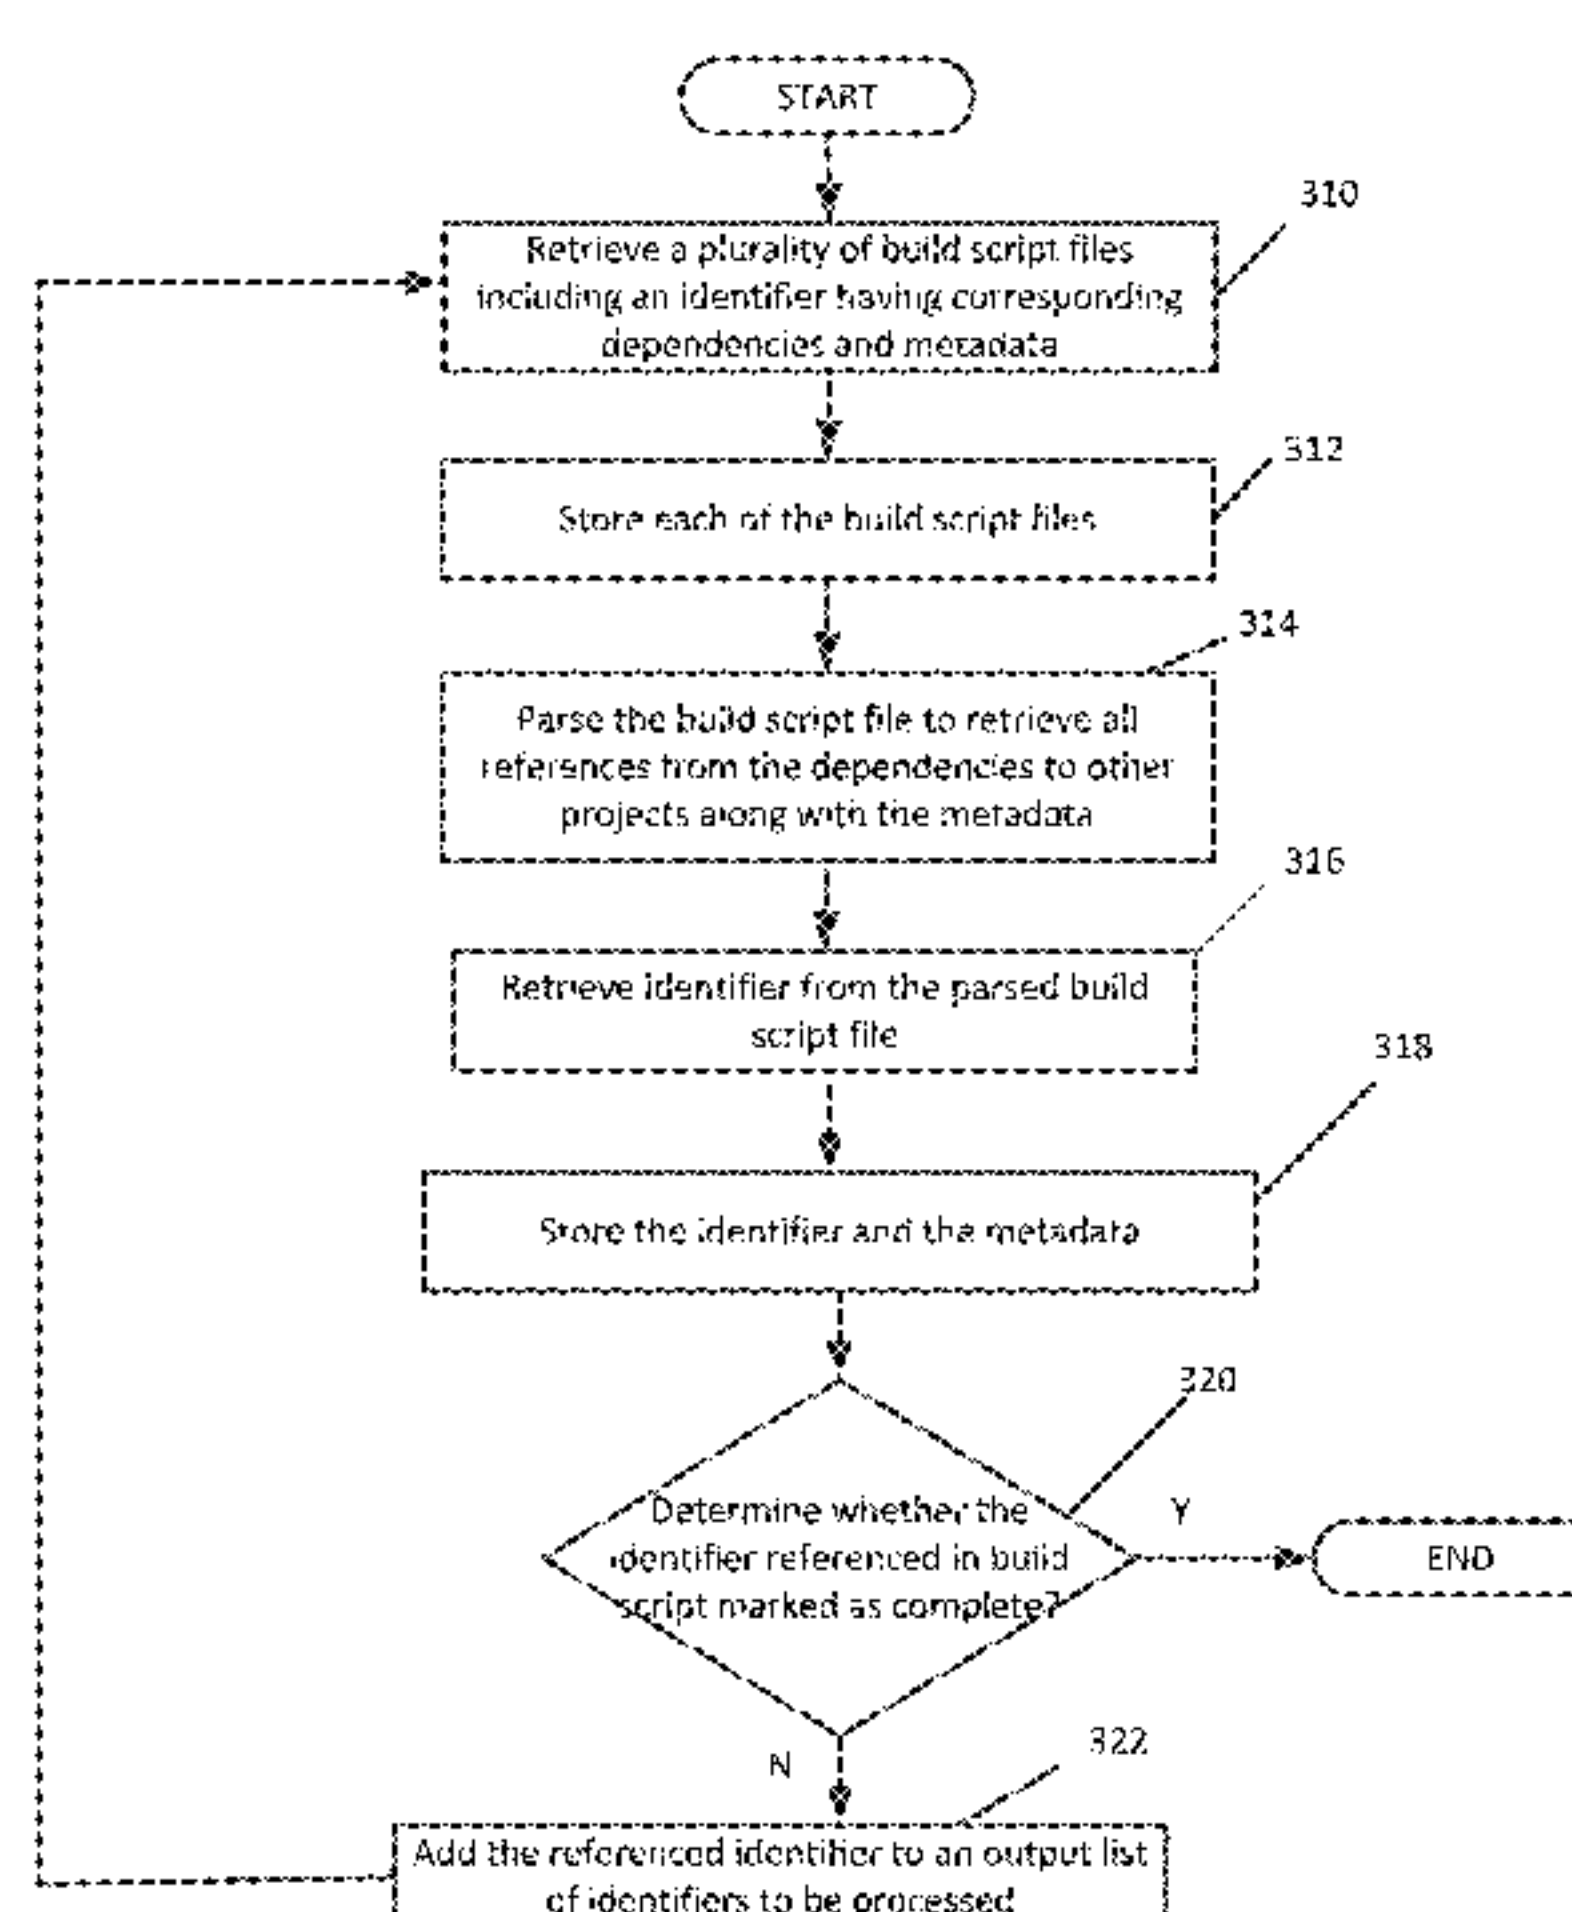 START
310
Retrieve a plurality of build script files
including an identifier having corresponding
dependencies and metadata
312
Store each of the build script files
314
Parse the build script file to retrieve all
references from the dependencies to other
projects along with the metadata
316
Retrieve identifier from the parsed build
script file
318
Store the identifier and the metadata
320
Determine whether the
identifier referenced in build
script marked as complete?
Y
END
N
322
Add the referenced identifier to an output list
of identifiers to be processed